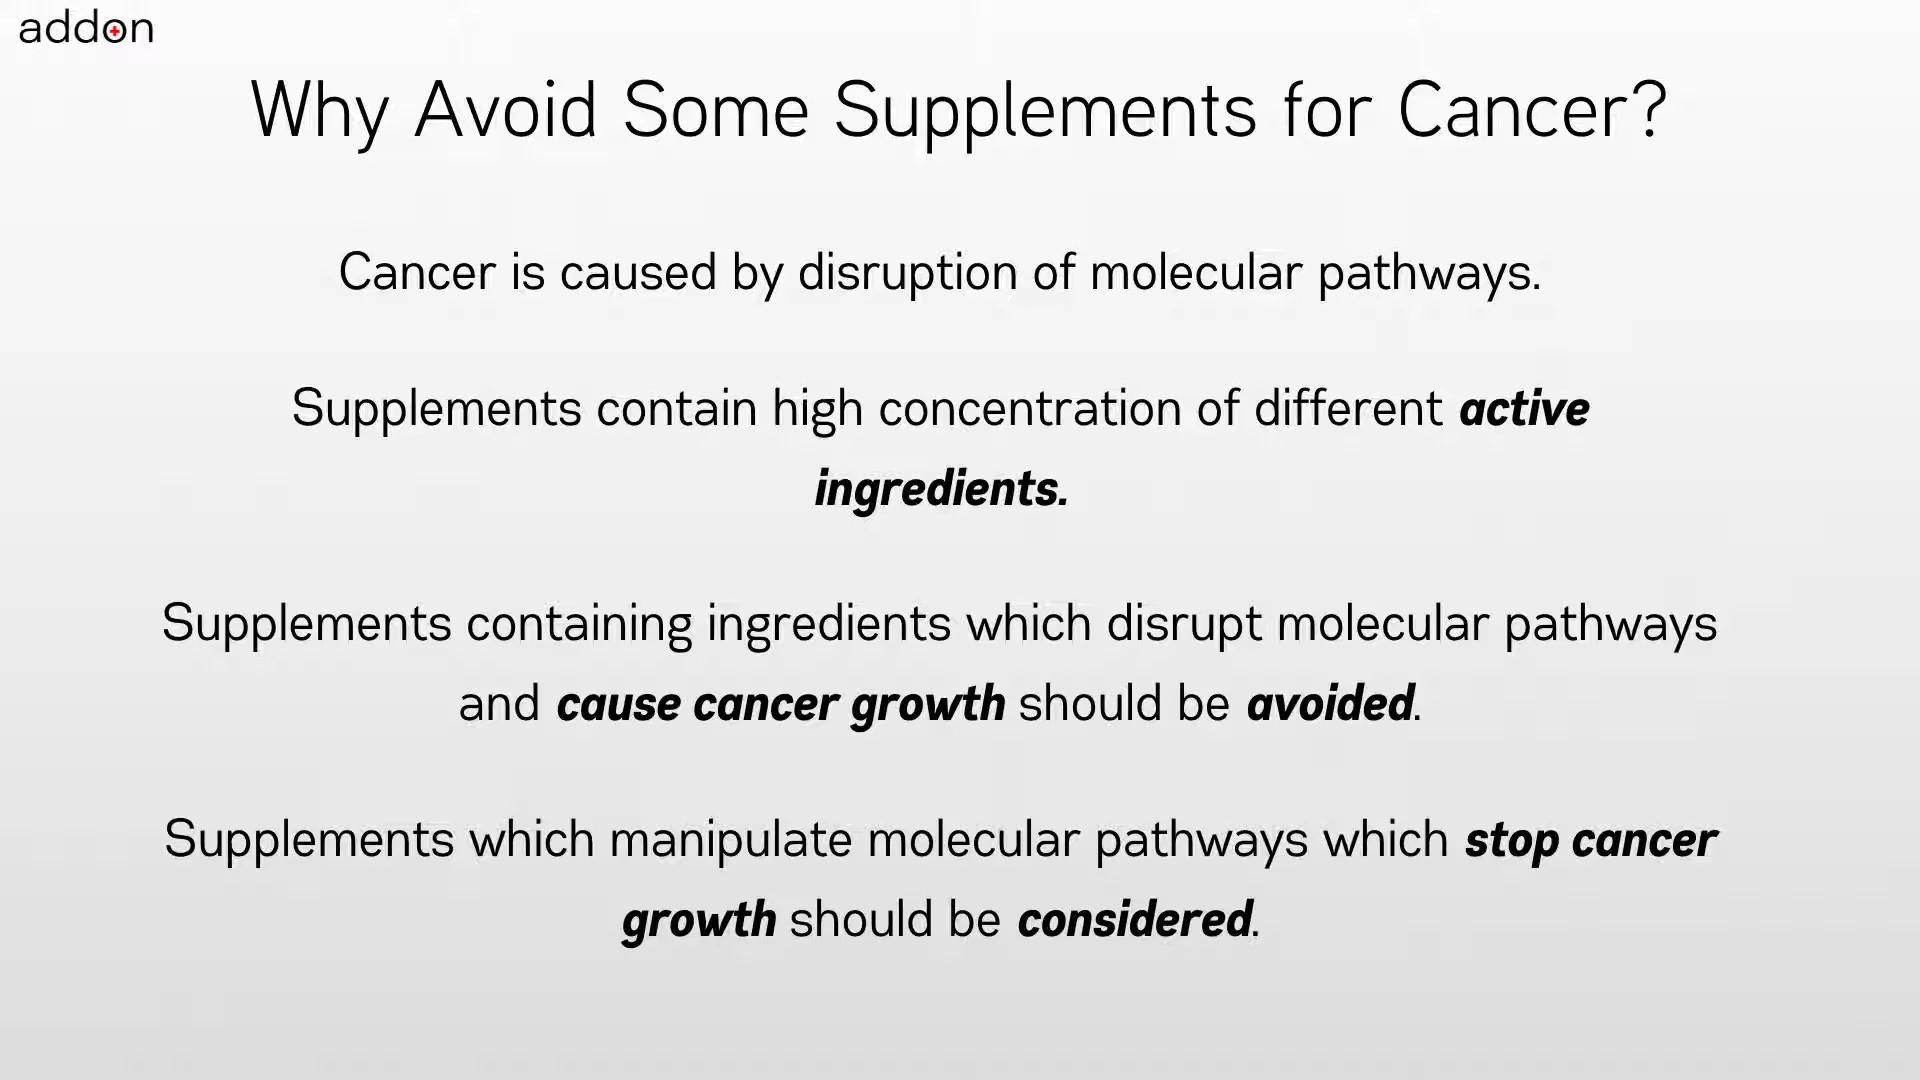 addon
Why Avoid Some Supplements for Cancer?
Cancer is caused by disruption of molecular pathways.
Supplements contain high concentration of different active
ingredients.
Supplements containing ingredients which disrupt molecular pathways
and cause cancer growth should be avoided.
Supplements which manipulate molecular pathways which stop cancer
growth should be considered.